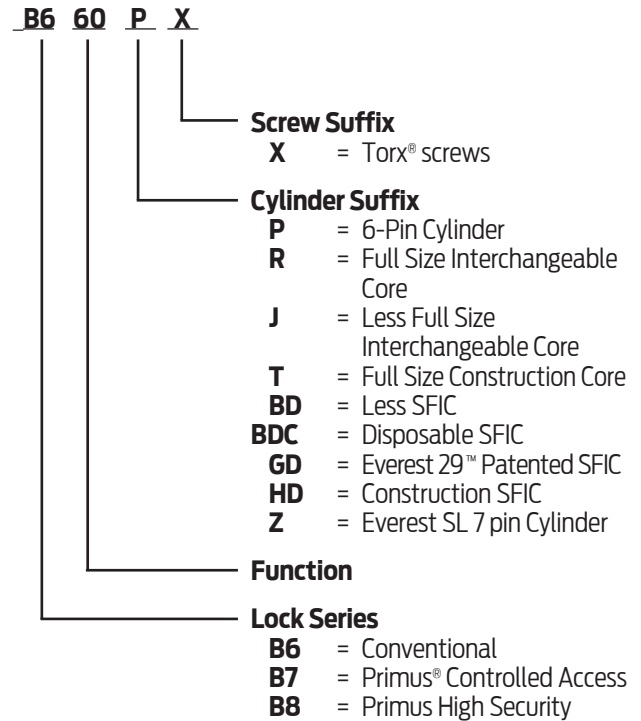 B6 60 P X
Screw Suffix
X = Torx® screws
Cylinder Suffix
P = 6-Pin Cylinder
R = Full Size Interchangeable
Core
J = Less Full Size
Interchangeable Core
T = Full Size Construction Core
BD = Less SFIC
BDC = Disposable SFIC
GD = Everest 29™ Patented SFIC
HD = Construction SFIC
Z = Everest SL 7 pin Cylinder
Function
Lock Series
B6 = Conventional
B7 = Primus® Controlled Access
B8 = Primus High Security